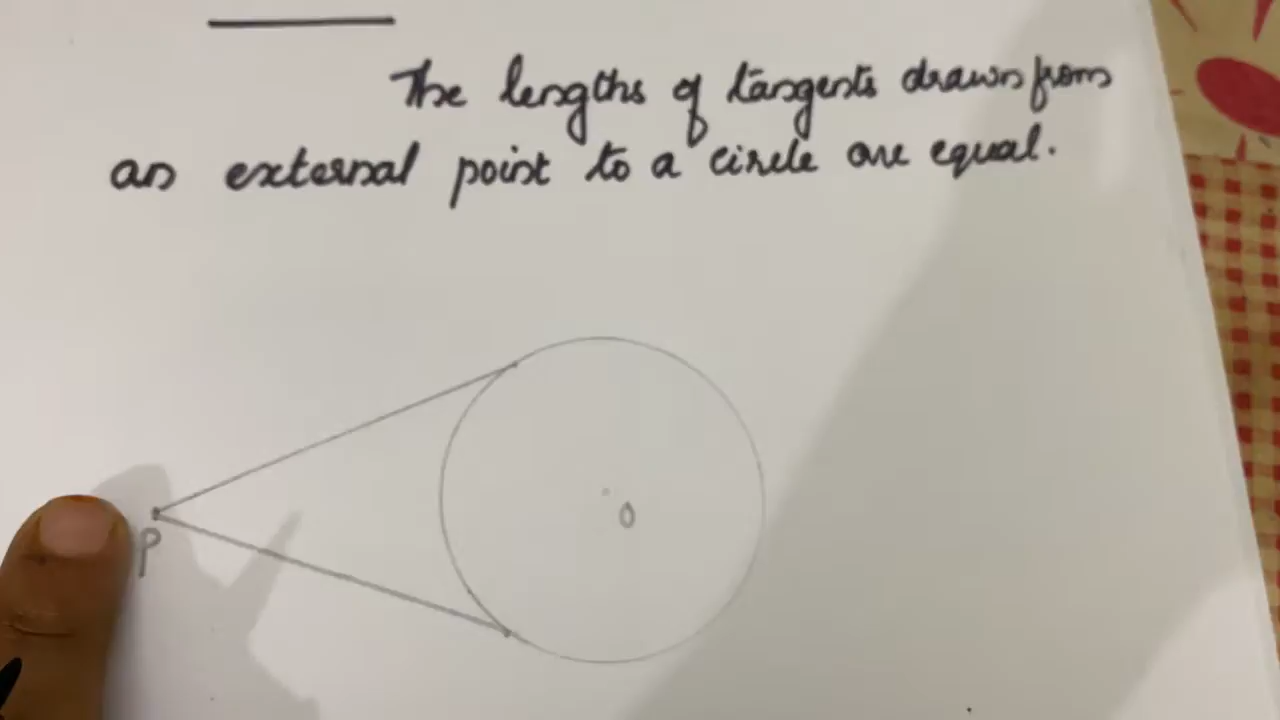 The lengths of tangents drawn from
an external point to a circle are equal.
P
O